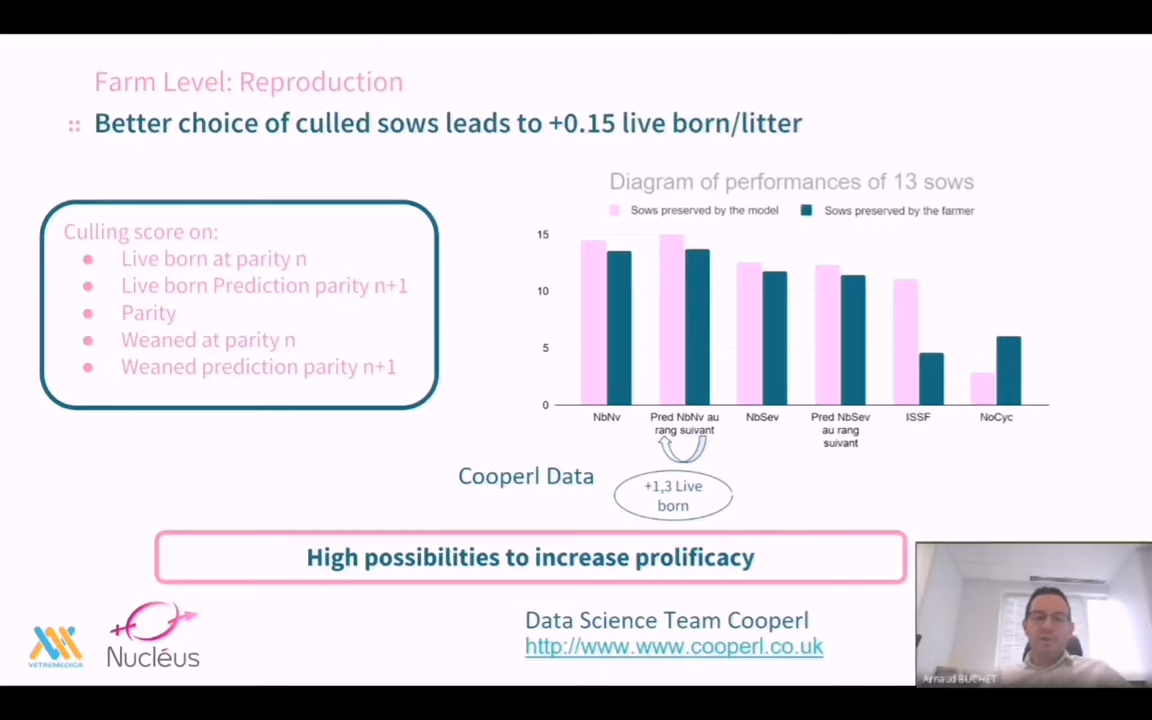 Farm Level: Reproduction
Better choice of culled sows leads to +0.15 live born/litter
Culling score on:
Live born at parity n
Live born Prediction parity n+1
Parity
Weaned at parity n
Weaned prediction parity n+1
Diagram of performances of 13 sows
Sows preserved by the model
Sows preserved by the farmer
15
10
5
0
NbNv
Pred NbNv au
rang suivant
NbSev
Pred NbSev
au rang
suivant
ISSF
NoCyc
+1,3 Live
born
Cooperl Data
High possibilities to increase prolificacy
VETREMEDICA
Nucléus
Data Science Team Cooperl
http://www.www.cooperl.co.uk
Arnaud BUCHET